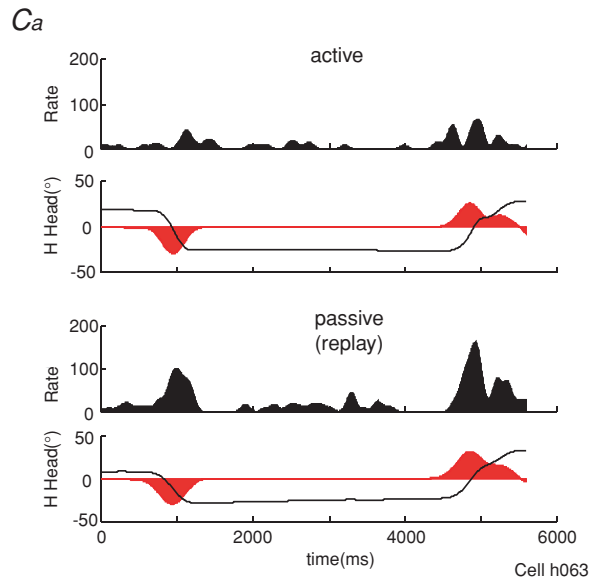 Ca
active
200
100
0
Rate
50
0
-50
H Head(°)
passive
(replay)
200
100
0
Rate
50
0
-50
H Head(°)
0 2000 4000 6000
time(ms)
Cell h063